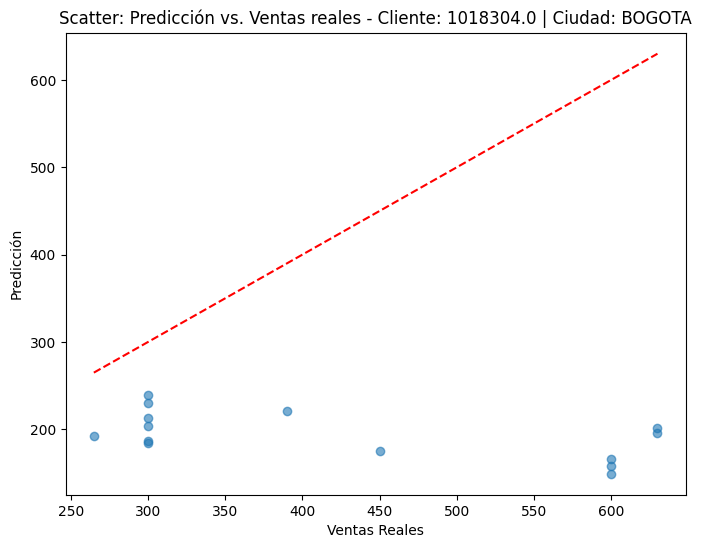 Scatter: Predicción vs. Ventas reales - Cliente: 1018304.0 | Ciudad: BOGOTA
600
500
400
300
200
Predicción
250 300 350 400 450 500 550 600
Ventas Reales